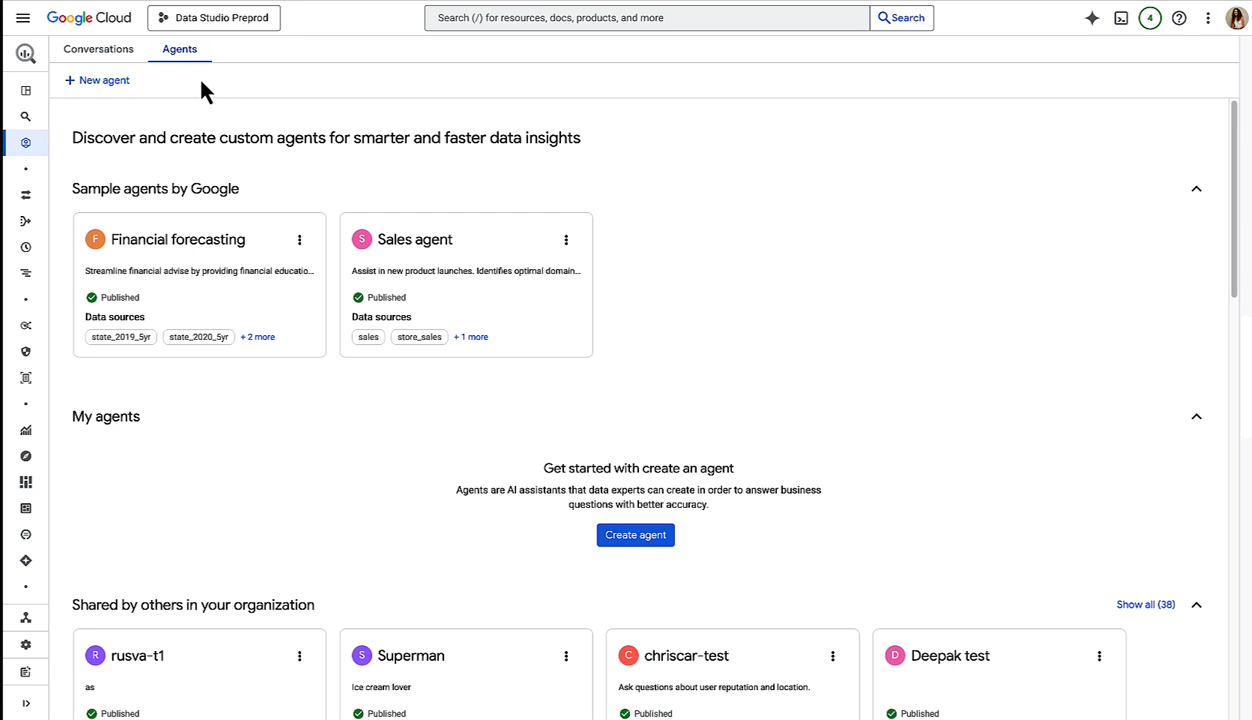 Google Cloud
Data Studio Preprod
Search (/) for resources, docs, products, and more
Search
4
Conversations
Agents
+ New agent
Discover and create custom agents for smarter and faster data insights
Sample agents by Google
F Financial forecasting
Streamline financial advise by providing financial educatio...
Published
Data sources
state_2019_5yr state_2020_5yr + 2 more
S Sales agent
Assist in new product launches. Identifies optimal domain...
Published
Data sources
sales store_sales + 1 more
My agents
Get started with create an agent
Agents are AI assistants that data experts can create in order to answer business
questions with better accuracy.
Create agent
Shared by others in your organization
Show all (38)
R rusva-t1
as
Published
S Superman
Ice cream lover
Published
C chriscar-test
Ask questions about user reputation and location.
Published
D Deepak test
Published